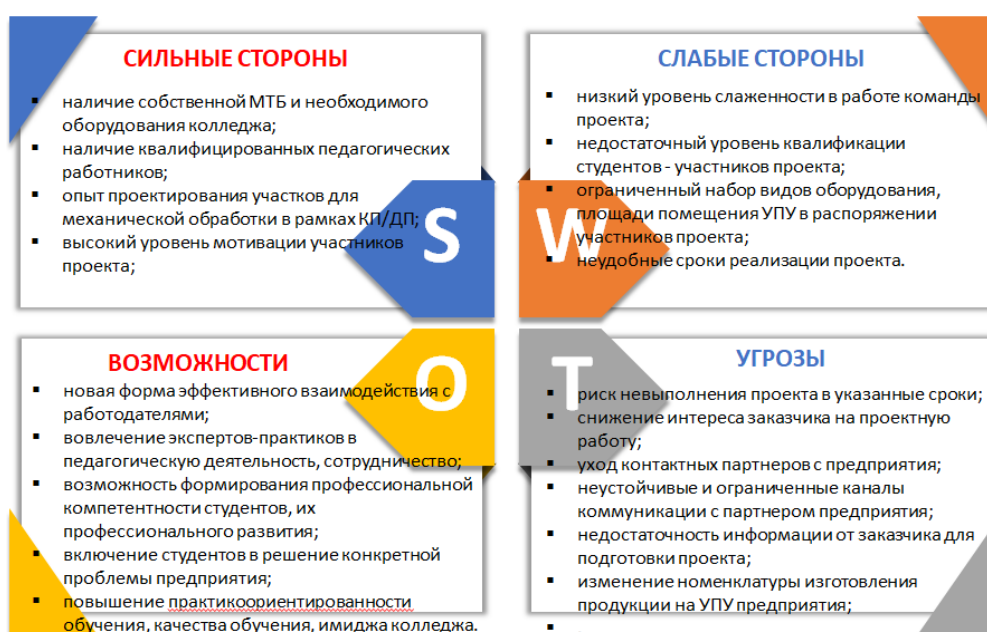 СИЛЬНЫЕ СТОРОНЫ
▪ наличие собственной МТБ и необходимого
оборудования колледжа;
▪ наличие квалифицированных педагогических
работников;
▪ опыт проектирования участков для
механической обработки в рамках КП/ДП;
▪ высокий уровень мотивации участников
проекта;
S
СЛАБЫЕ СТОРОНЫ
▪ низкий уровень слаженности в работе команды
проекта;
▪ недостаточный уровень квалификации
студентов - участников проекта;
▪ ограниченный набор видов оборудования,
площади помещения УПУ в распоряжении
участников проекта;
▪ неудобные сроки реализации проекта.
W
ВОЗМОЖНОСТИ
▪ новая форма эффективного взаимодействия с
работодателями;
▪ вовлечение экспертов-практиков в
педагогическую деятельность, сотрудничество;
▪ возможность формирования профессиональной
компетентности студентов, их
профессионального развития;
▪ включение студентов в решение конкретной
проблемы предприятия;
▪ повышение практикоориентированности
обучения, качества обучения, имиджа колледжа.
O
УГРОЗЫ
▪ риск невыполнения проекта в указанные сроки;
▪ снижение интереса заказчика на проектную
работу;
▪ уход контактных партнеров с предприятия;
▪ неустойчивые и ограниченные каналы
коммуникации с партнером предприятия;
▪ недостаточность информации от заказчика для
подготовки проекта;
▪ изменение номенклатуры изготовления
продукции на УПУ предприятия;
T